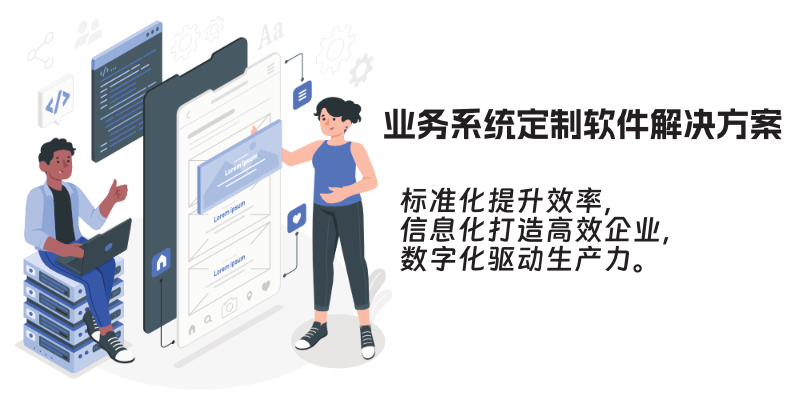 Aa
</>
</>...
Lorem ipsum
Lorem ipsum
Lorem ipsum
业务系统定制软件解决方案
标准化提升效率,
信息化打造高效企业,
数字化驱动生产力。